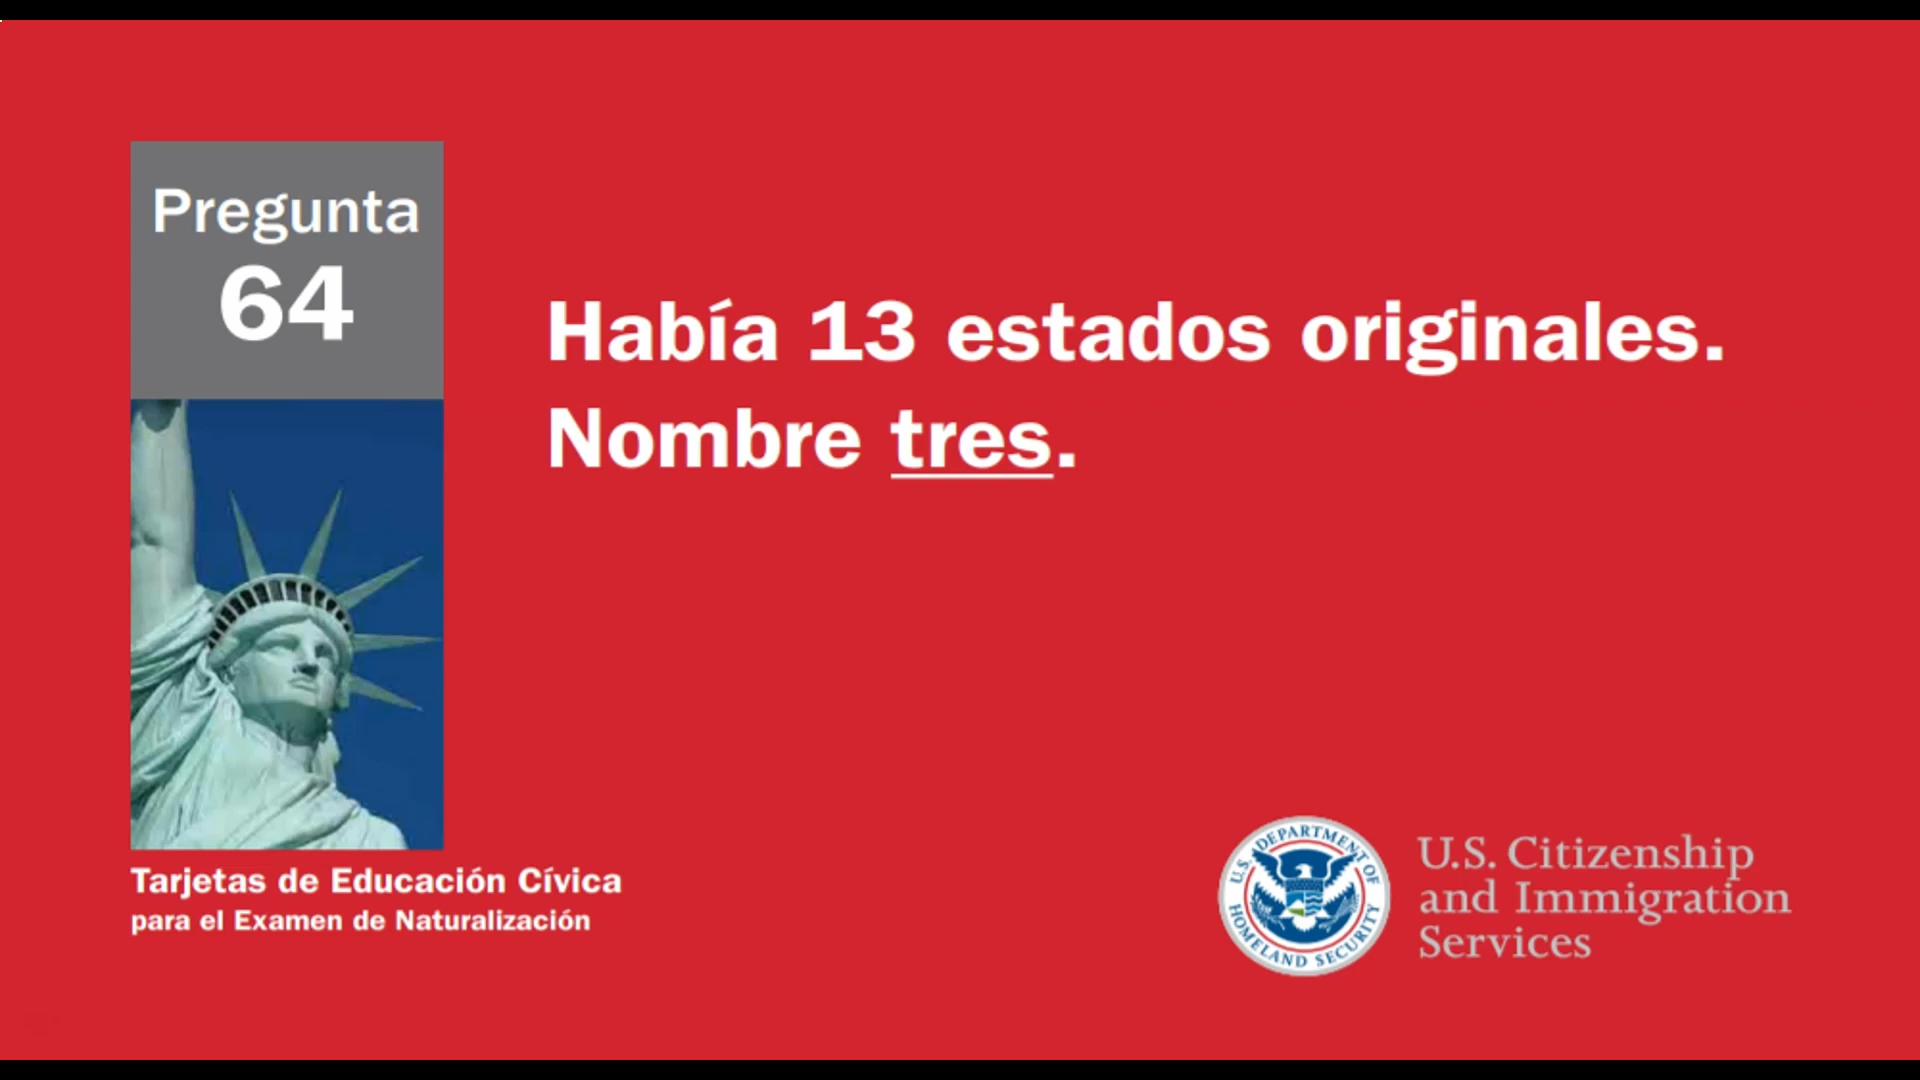 Pregunta
64
Había 13 estados originales.
Nombre tres.
Tarjetas de Educación Cívica
para el Examen de Naturalización
U.S. DEPARTMENT OF
HOMELAND SECURITY
U.S. Citizenship
and Immigration
Services